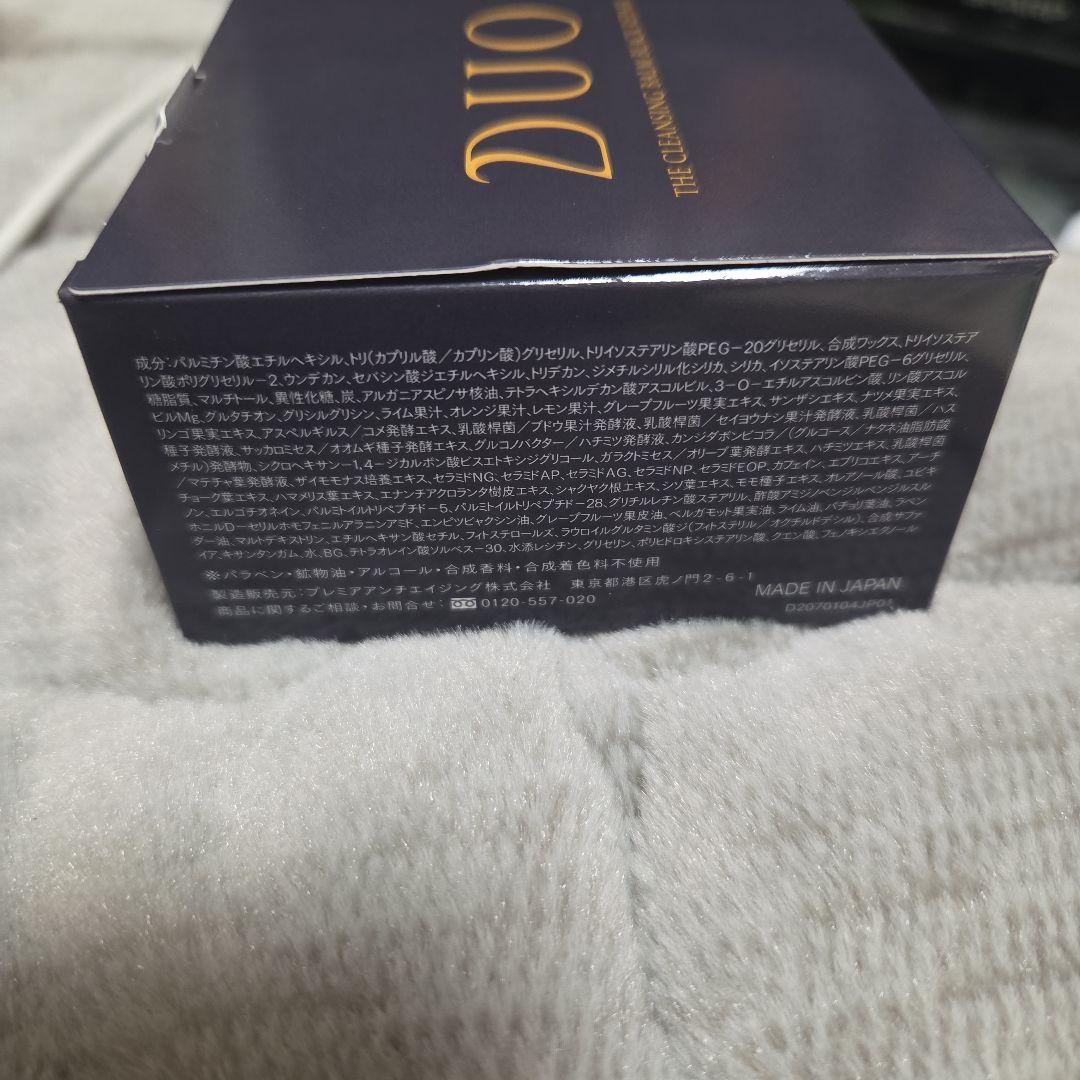 DUO
THE CLEANSING BALM BLACK REPAIR
成分:パルミチン酸エチルヘキシル、トリ(カプリル酸/カプリン酸)グリセリル、トリイソステアリン酸PEG-20グリセリル、合成ワックス、トリイソステア
リン酸ポリグリセリル-2、ウンデカン、セバシン酸ジエチルヘキシル、トリデカン、ジメチルシリル化シリカ、シリカ、イソステアリン酸PEG-6グリセリル、
糖脂質、マルチトール、異性化糖、炭、アルガニアスピノサ核油、テトラヘキシルデカン酸アスコルビル、3-O-エチルアスコルビン酸、リン酸アスコル
ビルMg、グルタチオン、グリシルグリシン、ライム果汁、オレンジ果汁、レモン果汁、グレープフルーツ果実エキス、サンザシエキス、ナツメ果実エキス、
リンゴ果実エキス、アスペルギルス/コメ発酵エキス、乳酸桿菌/ブドウ果汁発酵液、乳酸桿菌/セイヨウナシ果汁発酵液、乳酸桿菌/ハス
種子発酵液、サッカロミセス/オオムギ種子発酵エキス、グルコノバクター/ハチミツ発酵液、カンジダボンビコラ/(グルコース/ナタネ油脂肪酸
メチル)発酵物、シクロヘキサン-1,4-ジカルボン酸ビスエトキシジグリコール、ガラクトミセス/オリーブ葉発酵エキス、ハチミツエキス、乳酸桿菌
/マテチャ葉発酵液、ザイモモナス培養エキス、セラミドNG、セラミドAP、セラミドAG、セラミドNP、セラミドEOP、カフェイン、エプリコエキス、アーチ
チョーク葉エキス、ハマメリス葉エキス、エナンチアクロランタ樹皮エキス、シャクヤク根エキス、シソ葉エキス、モモ種子エキス、オレアノール酸、ユビキ
ノン、エルゴチオネイン、パルミトイルトリペプチド-5、パルミトイルトリペプチド-28、グリチルレチン酸ステアリル、酢酸アミジノベンジルベンジルスル
ホニルD-セリルホモフェニルアラニンアミド、エンピツビャクシン油、グレープフルーツ果皮油、ベルガモット果実油、ライム油、パチョリ葉油、ラベン
ダー油、マルトデキストリン、エチルヘキサン酸セチル、フィトステロールズ、ラウロイルグルタミン酸ジ(フィトステリル/オクチルドデシル)、合成サファ
イア、キサンタンガム、水、BG、テトラオレイン酸ソルベス-30、水添レシチン、グリセリン、ポリヒドロキシステアリン酸、クエン酸、フェノキシエタノール
※パラベン・鉱物油・アルコール・合成香料・合成着色料不使用
製造販売元:プレミアアンチエイジング株式会社 東京都港区虎ノ門2-6-1
商品に関するご相談・お問合せ: 0120-557-020
MADE IN JAPAN
D2070104JP01